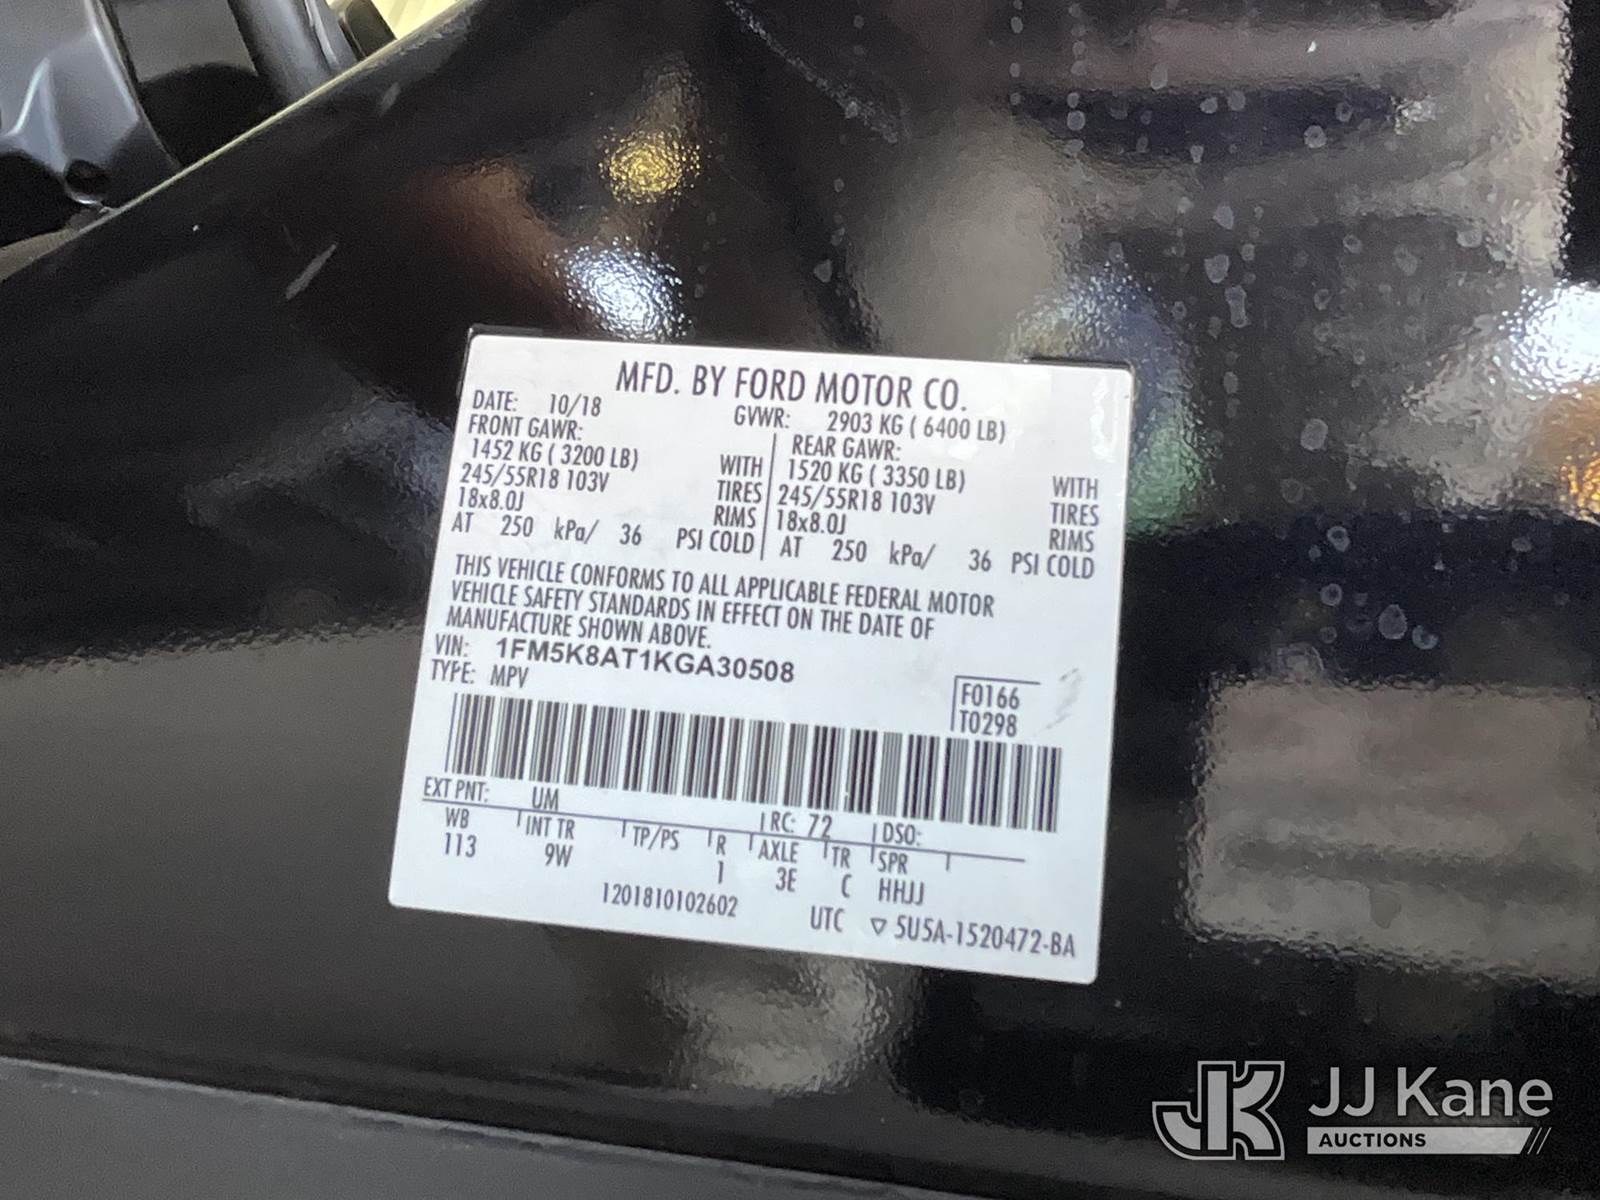 MFD. BY FORD MOTOR CO.
DATE: 10/18 GVWR: 2903 KG ( 6400 LB)
FRONT GAWR: REAR GAWR:
1452 KG ( 3200 LB) WITH 1520 KG ( 3350 LB) WITH
245/55R18 103V TIRES 245/55R18 103V TIRES
18x8.0J RIMS 18x8.0J RIMS
AT 250 kPa/ 36 PSI COLD AT 250 kPa/ 36 PSI COLD
THIS VEHICLE CONFORMS TO ALL APPLICABLE FEDERAL MOTOR
VEHICLE SAFETY STANDARDS IN EFFECT ON THE DATE OF
MANUFACTURE SHOWN ABOVE.
VIN: 1FM5K8AT1KGA30508
TYPE: MPV
F0166
T0298
EXT PNT: UM RC: 72 DSO:
WB INT TR TP/PS R AXLE TR SPR
113 9W 1 3E C HHJJ
1201810102602
UTC ▽ 5U5A-1520472-BA
JK JJ Kane
AUCTIONS